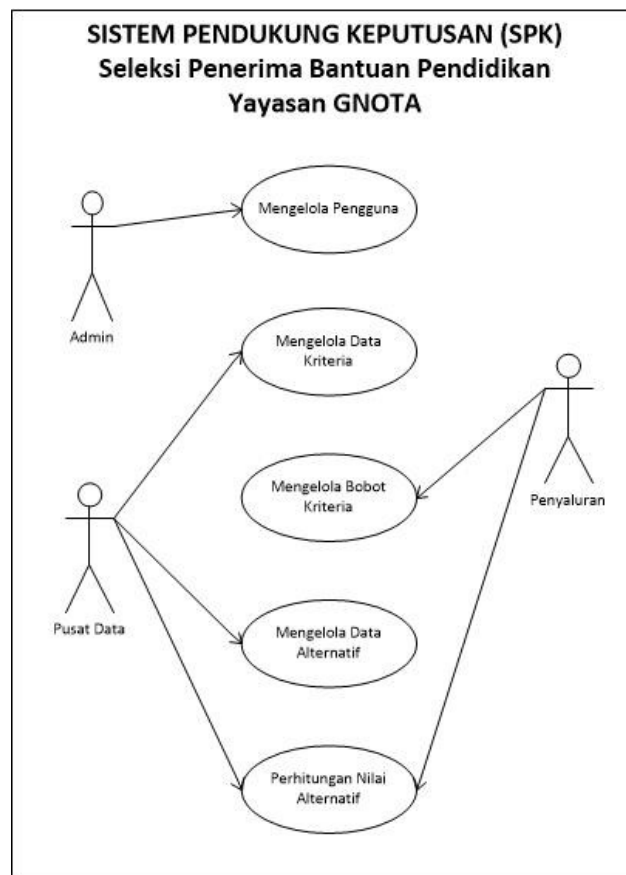 SISTEM PENDUKUNG KEPUTUSAN (SPK)
Seleksi Penerima Bantuan Pendidikan
Yayasan GNOTA
Mengelola Pengguna
Admin
Mengelola Data
Kriteria
Mengelola Bobot
Kriteria
Penyaluran
Pusat Data
Mengelola Data
Alternatif
Perhitungan Nilai
Alternatif